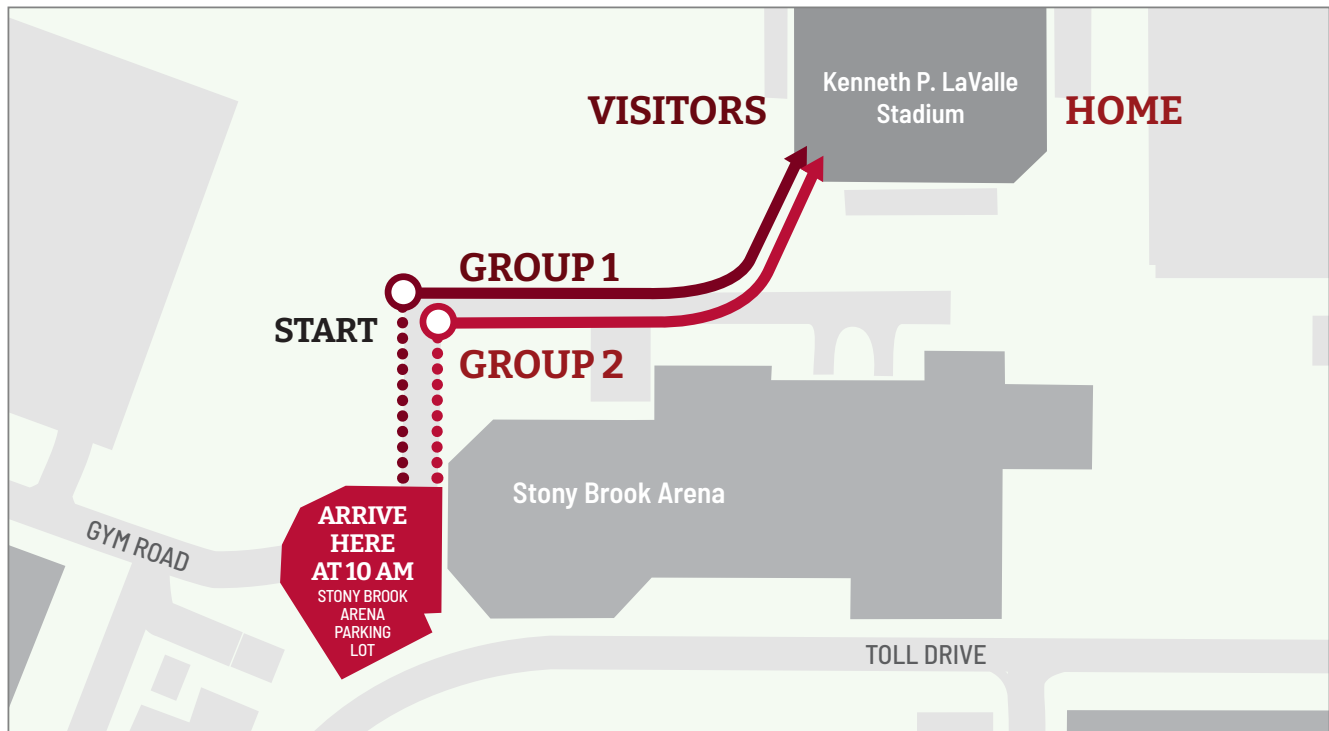 Kenneth P. LaValle
Stadium
VISITORS
HOME
GROUP 1
START
GROUP 2
Stony Brook Arena
ARRIVE
HERE
AT 10 AM
STONY BROOK
ARENA
PARKING
LOT
GYM ROAD
TOLL DRIVE